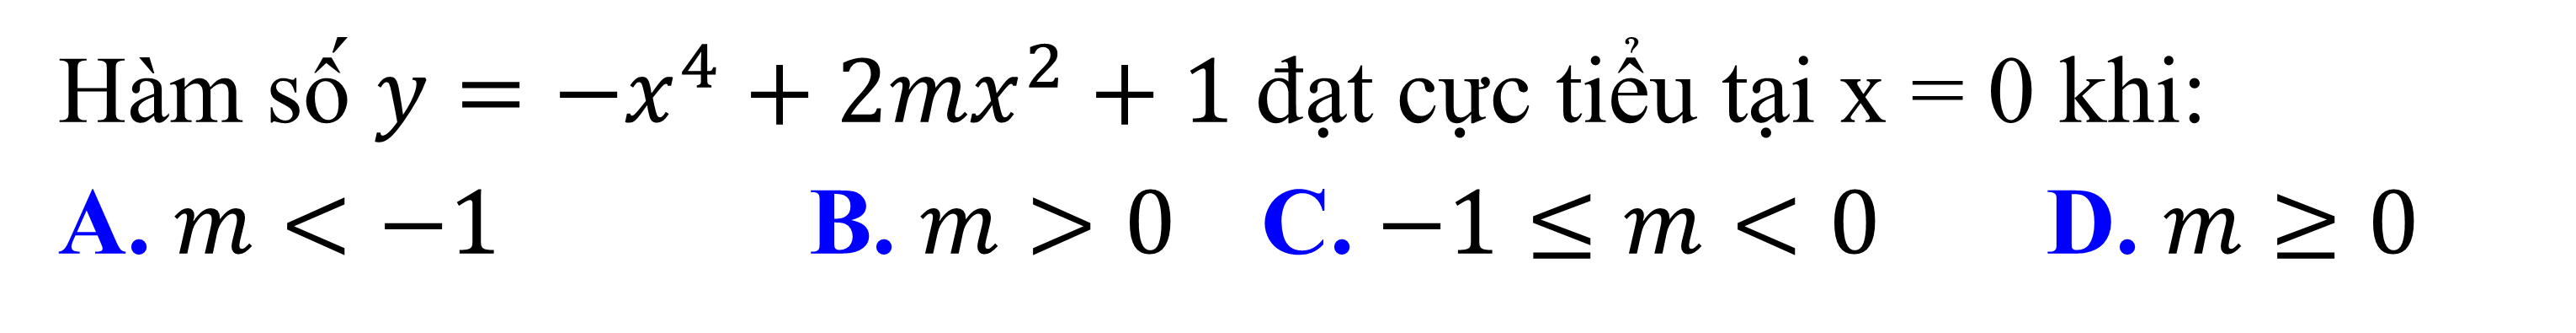 Hàm số y = −x⁴ + 2mx² + 1 đạt cực tiểu tại x = 0 khi:
A. m < −1 B. m > 0 C. −1 ≤ m < 0 D. m ≥ 0